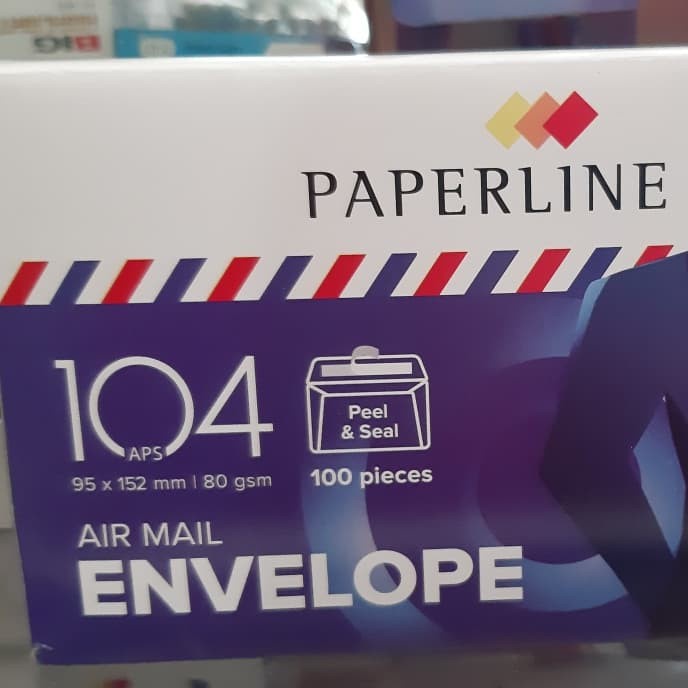 PAPERLINE
104
APS
95 x 152 mm | 80 gsm
Peel
& Seal
100 pieces
AIR MAIL
ENVELOPE